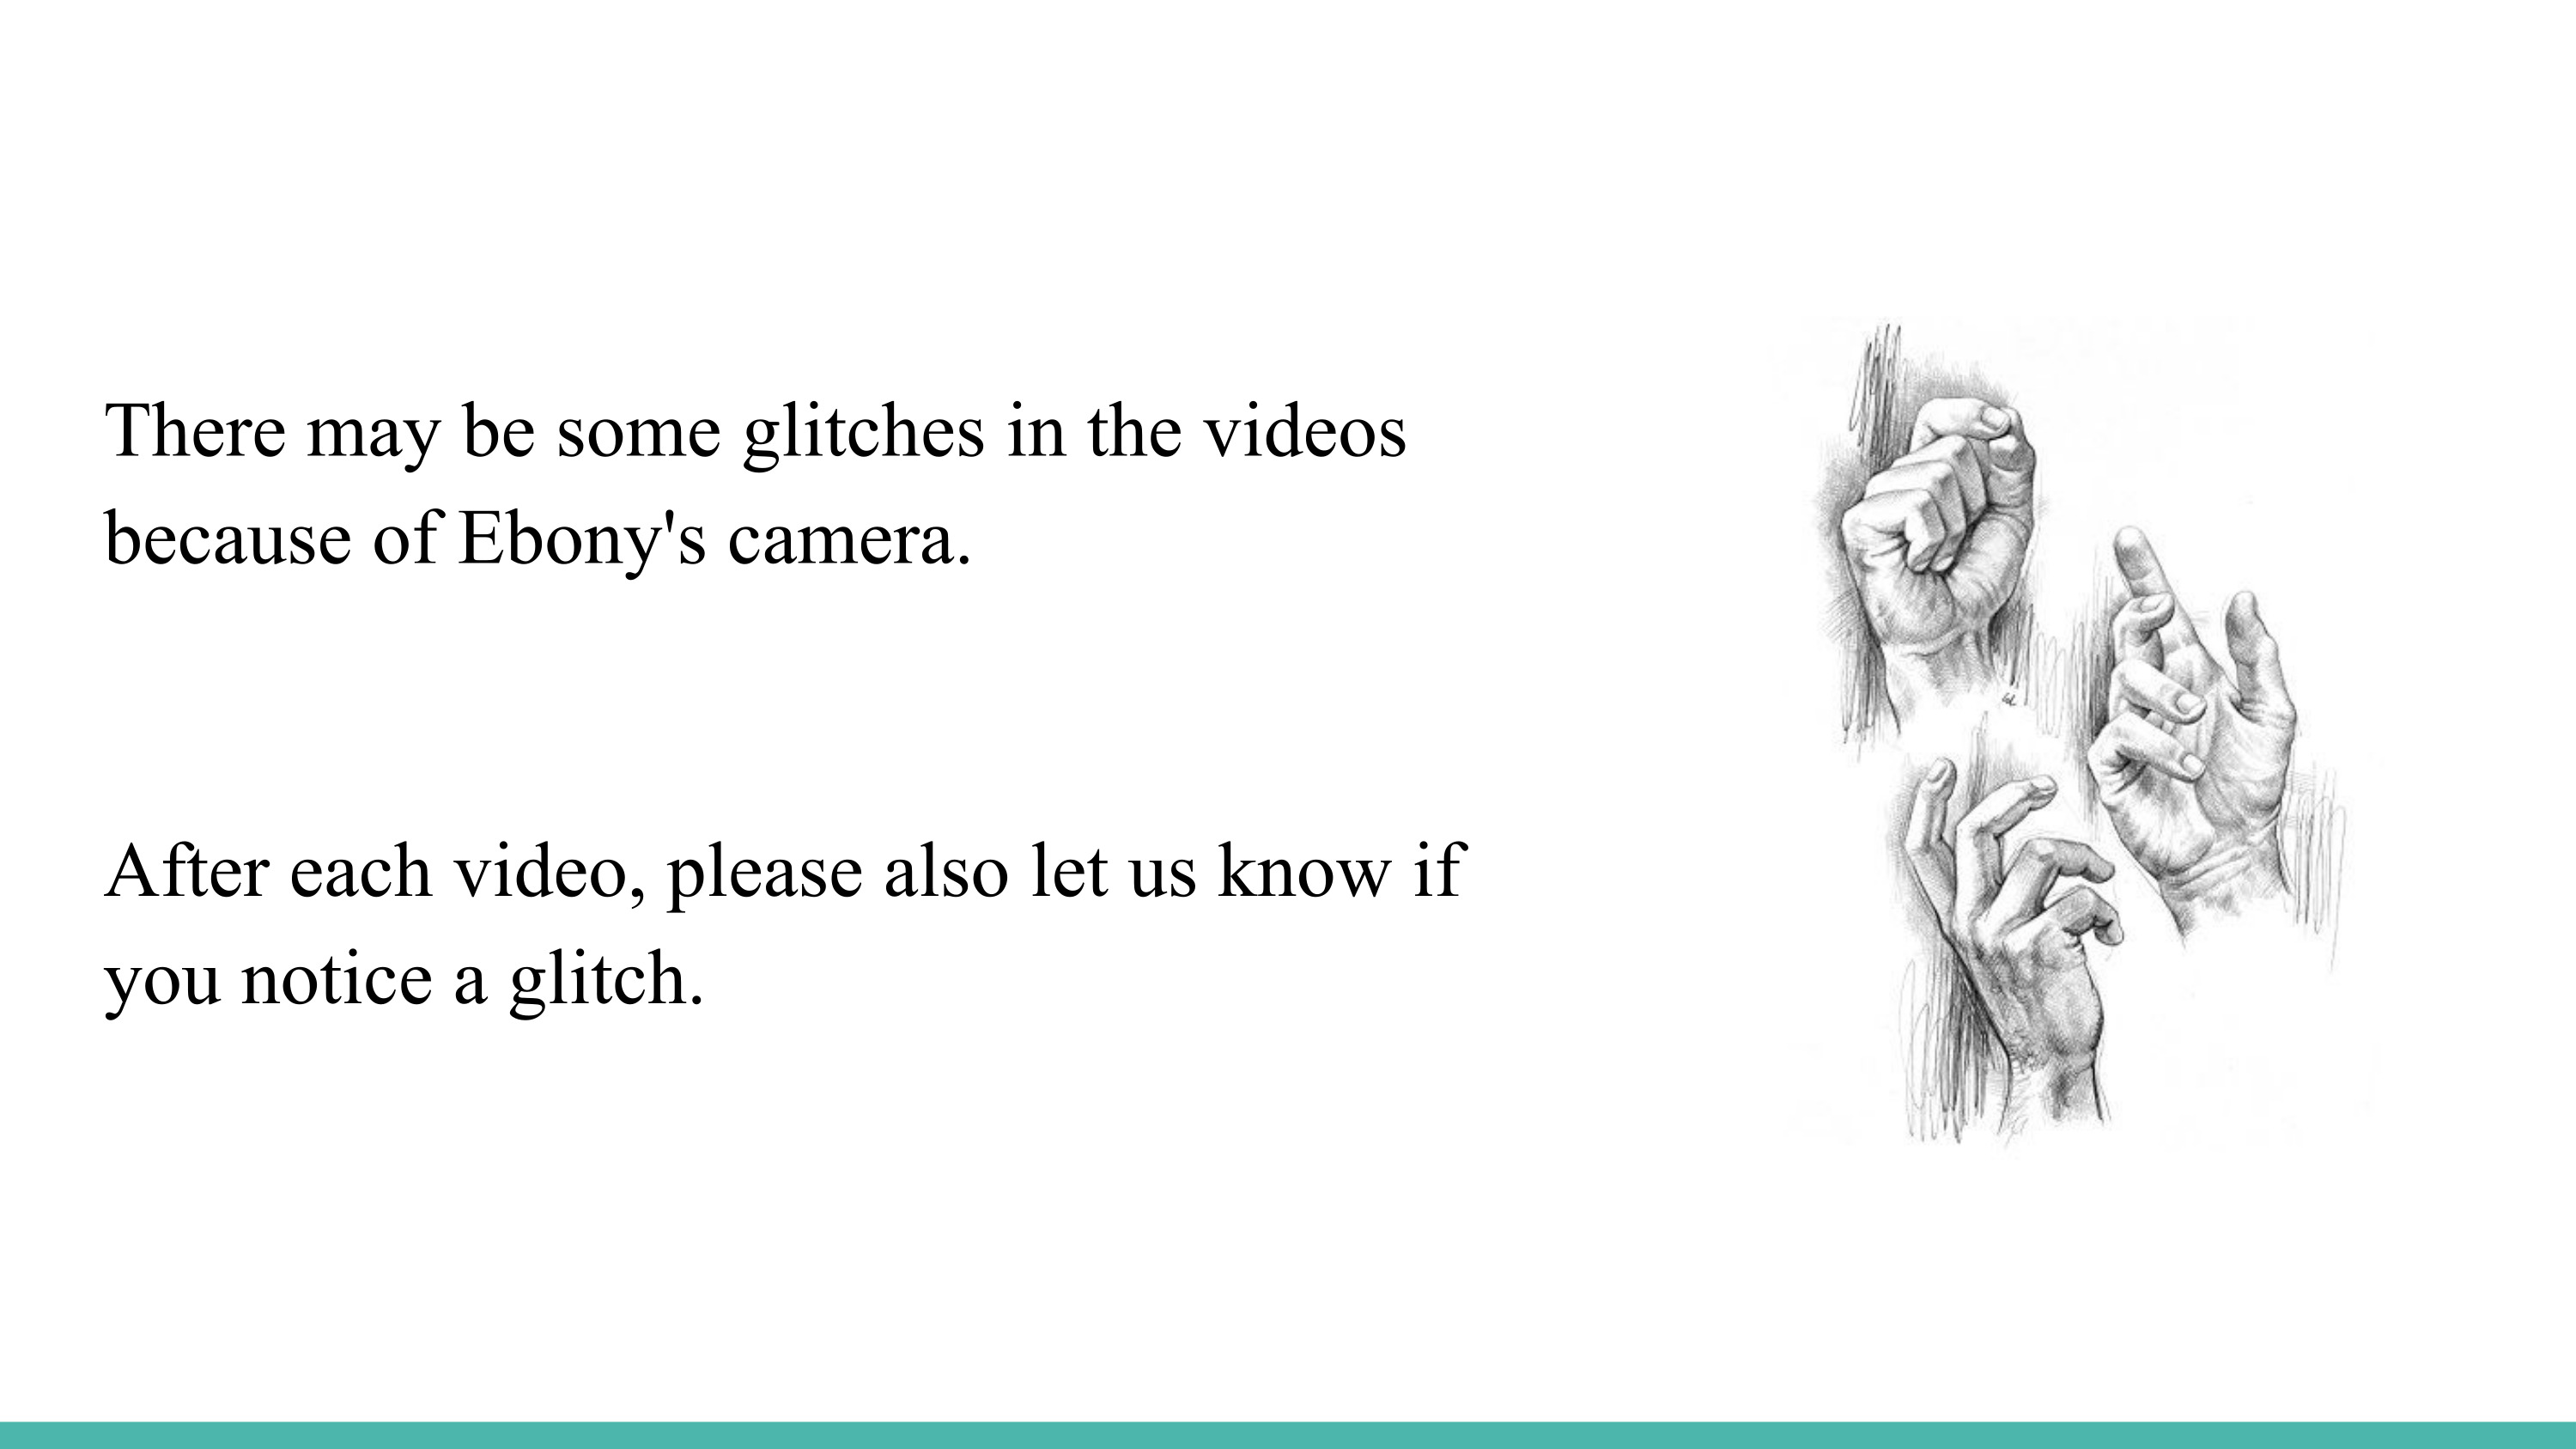 There may be some glitches in the videos
because of Ebony's camera.
After each video, please also let us know if
you notice a glitch.